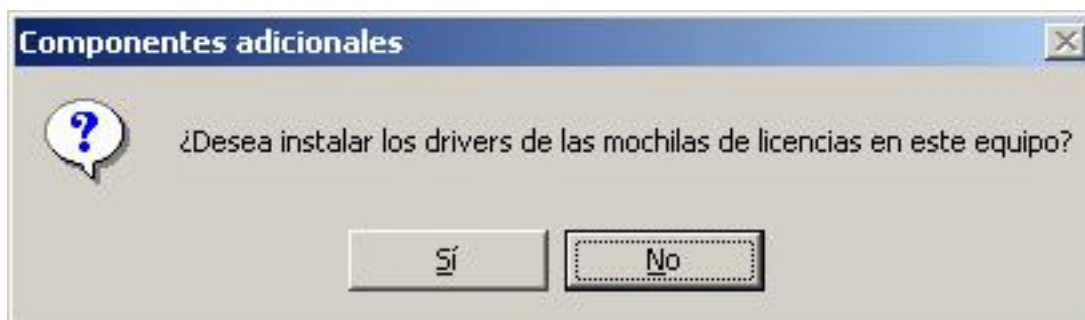 Componentes adicionales
¿Desea instalar los drivers de las mochilas de licencias en este equipo?
Sí
No